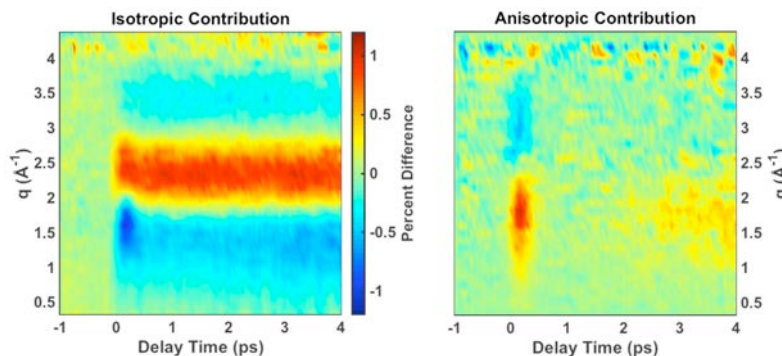 Isotropic Contribution
Anisotropic Contribution
q (Å⁻¹)
4
3.5
3
2.5
2
1.5
1
0.5
-1 0 1 2 3 4
Delay Time (ps)
1
0.5
0
-0.5
-1
Percent Difference
4
3.5
3
2.5
2
1.5
1
0.5
q (Å⁻¹)
-1 0 1 2 3 4
Delay Time (ps)